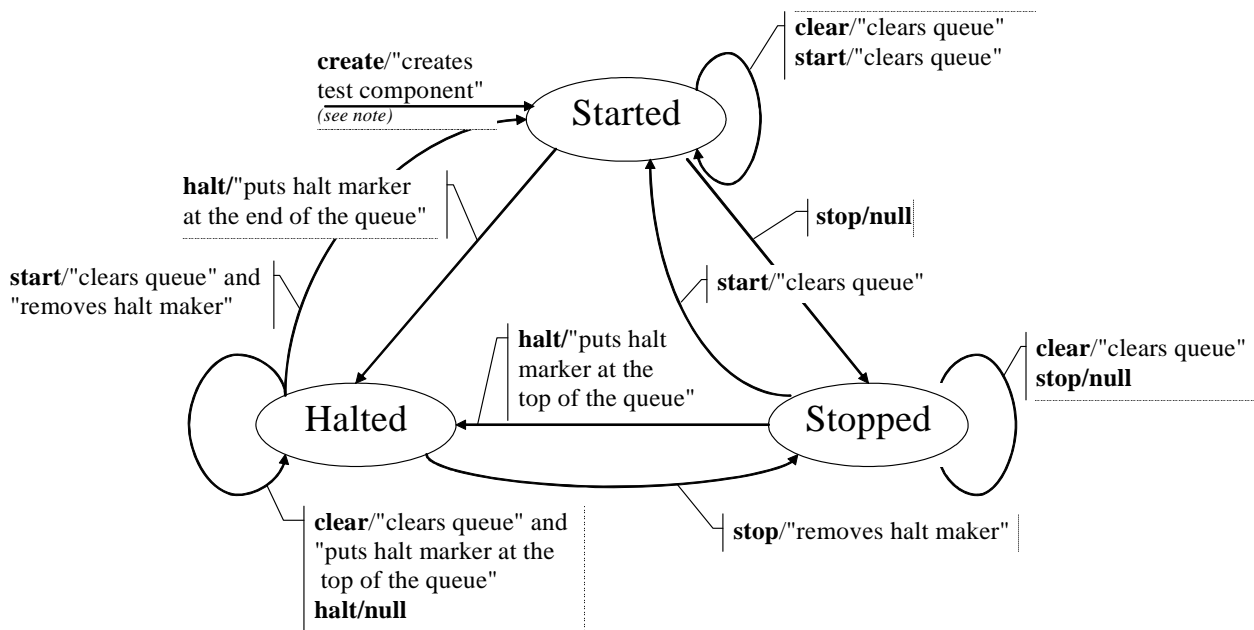 clear/"clears queue"
start/"clears queue"
create/"creates
test component"
(see note)
Started
halt/"puts halt marker
at the end of the queue"
stop/null
start/"clears queue" and
"removes halt maker"
start/"clears queue"
halt/"puts halt
marker at the
top of the queue"
clear/"clears queue"
stop/null
Halted
Stopped
clear/"clears queue" and
"puts halt marker at the
top of the queue"
halt/null
stop/"removes halt maker"